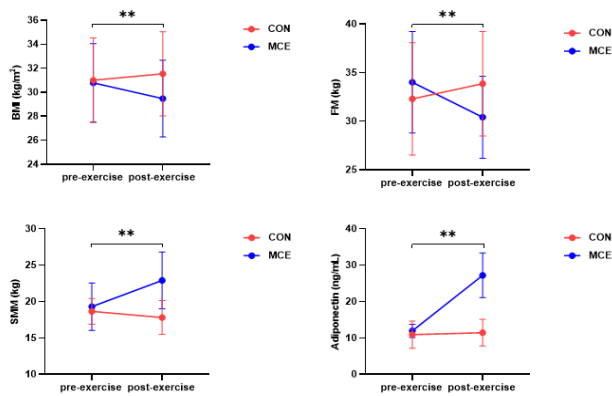 **
CON
MCE
BMI (kg/m²)
36
34
32
30
28
26
24
pre-exercise post-exercise
**
CON
MCE
FM (kg)
40
35
30
25
pre-exercise post-exercise
**
CON
MCE
SMM (kg)
30
25
20
15
10
pre-exercise post-exercise
**
CON
MCE
Adiponectin (ng/mL)
40
30
20
10
0
pre-exercise post-exercise